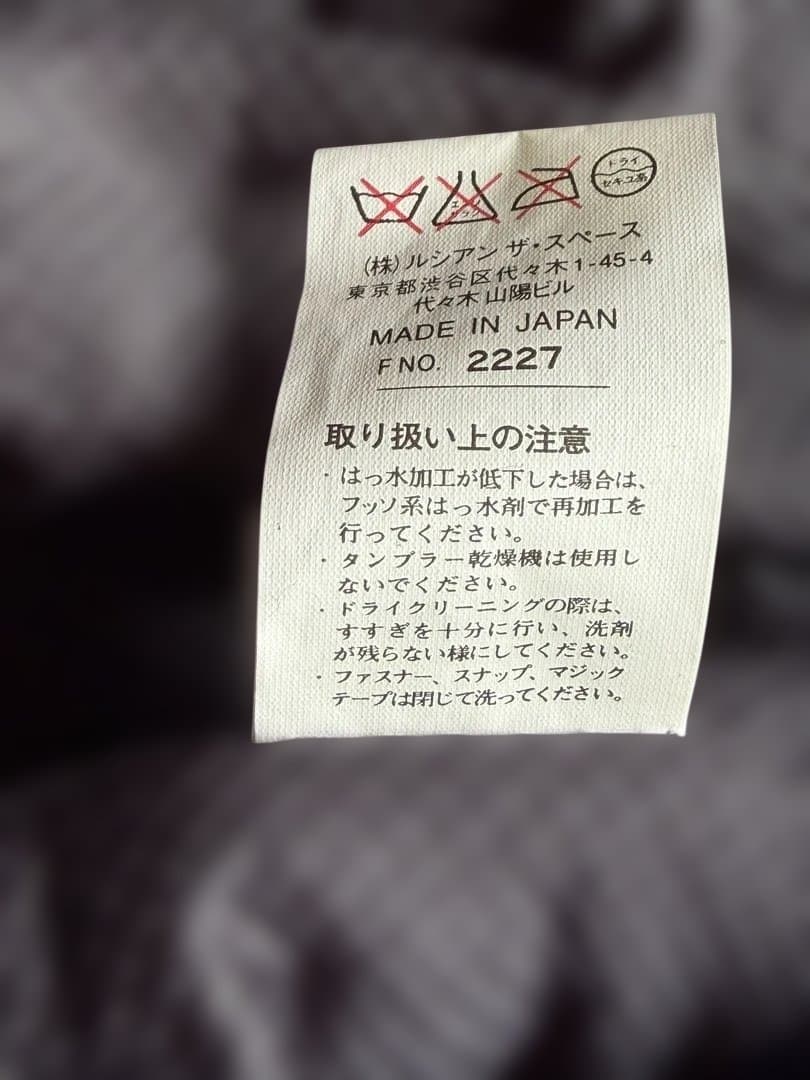 エンソ
サラシ
ドライ
セキユ系
(株)ルシアン ザ・スペース
東京都渋谷区代々木1-45-4
代々木山陽ビル
MADE IN JAPAN
F NO. 2227
取り扱い上の注意
・はっ水加工が低下した場合は、
フッソ系はっ水剤で再加工を
行ってください。
・タンブラー乾燥機は使用し
ないでください。
・ドライクリーニングの際は、
すすぎを十分に行い、洗剤
が残らない様にしてください。
・ファスナー、スナップ、マジック
テープは閉じて洗ってください。